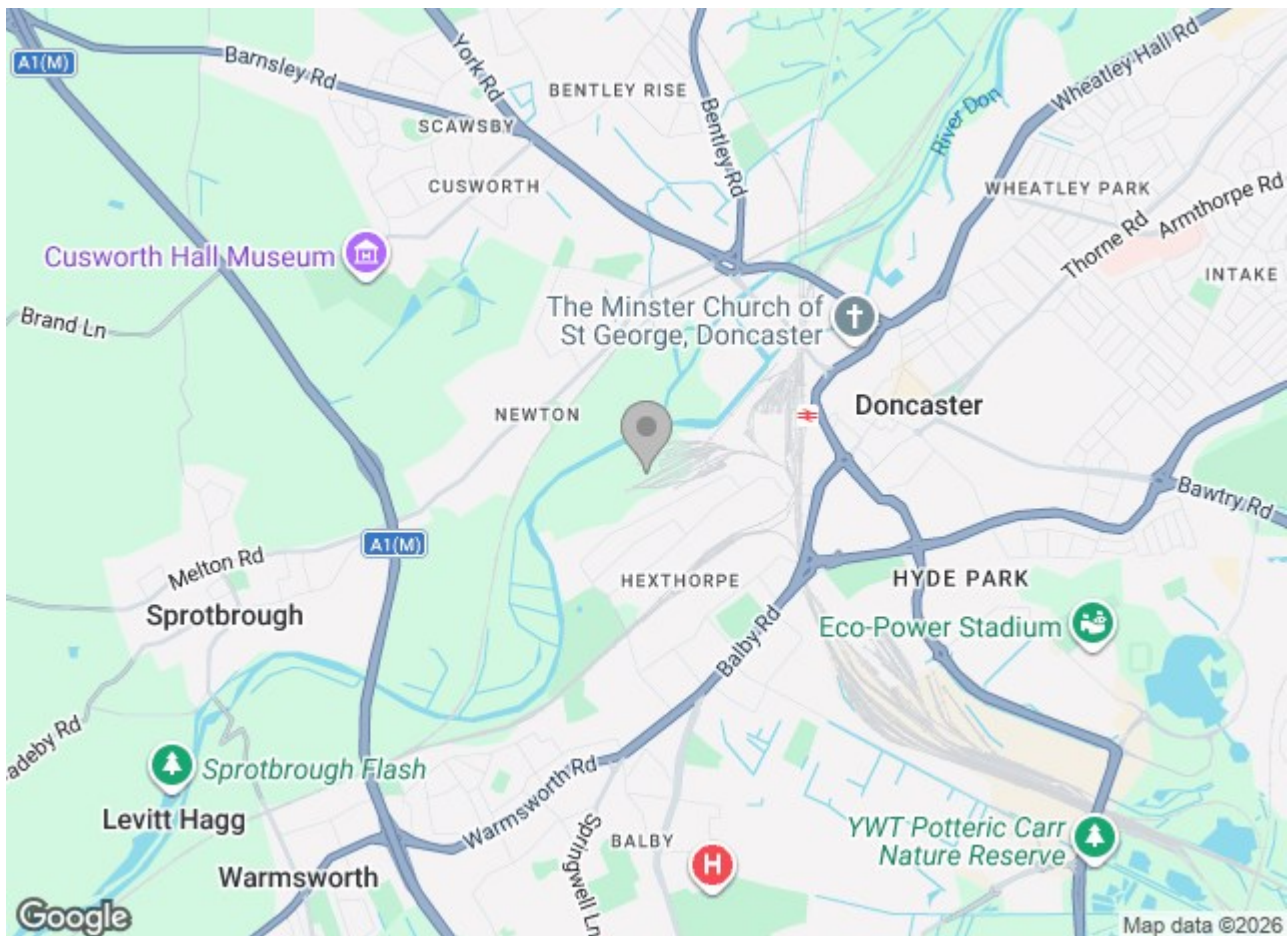 A1(M)
Barnsley Rd
York Rd
BENTLEY RISE
SCAWSBY
CUSWORTH
Bentley Rd
River Don
Wheatley Hall Rd
WHEATLEY PARK
Armthorpe Rd
Thorne Rd
INTAKE
Cusworth Hall Museum
Brand Ln
The Minster Church of
St George, Doncaster
NEWTON
Doncaster
Bawtry Rd
A1(M)
Melton Rd
Sprotbrough
HEXTHORPE
HYDE PARK
Eco-Power Stadium
Balby Rd
adeby Rd
Sprotbrough Flash
Levitt Hagg
Warmsworth Rd
Springwell Ln
BALBY
H
YWT Potteric Carr
Nature Reserve
Warmsworth
Google
Map data ©2026